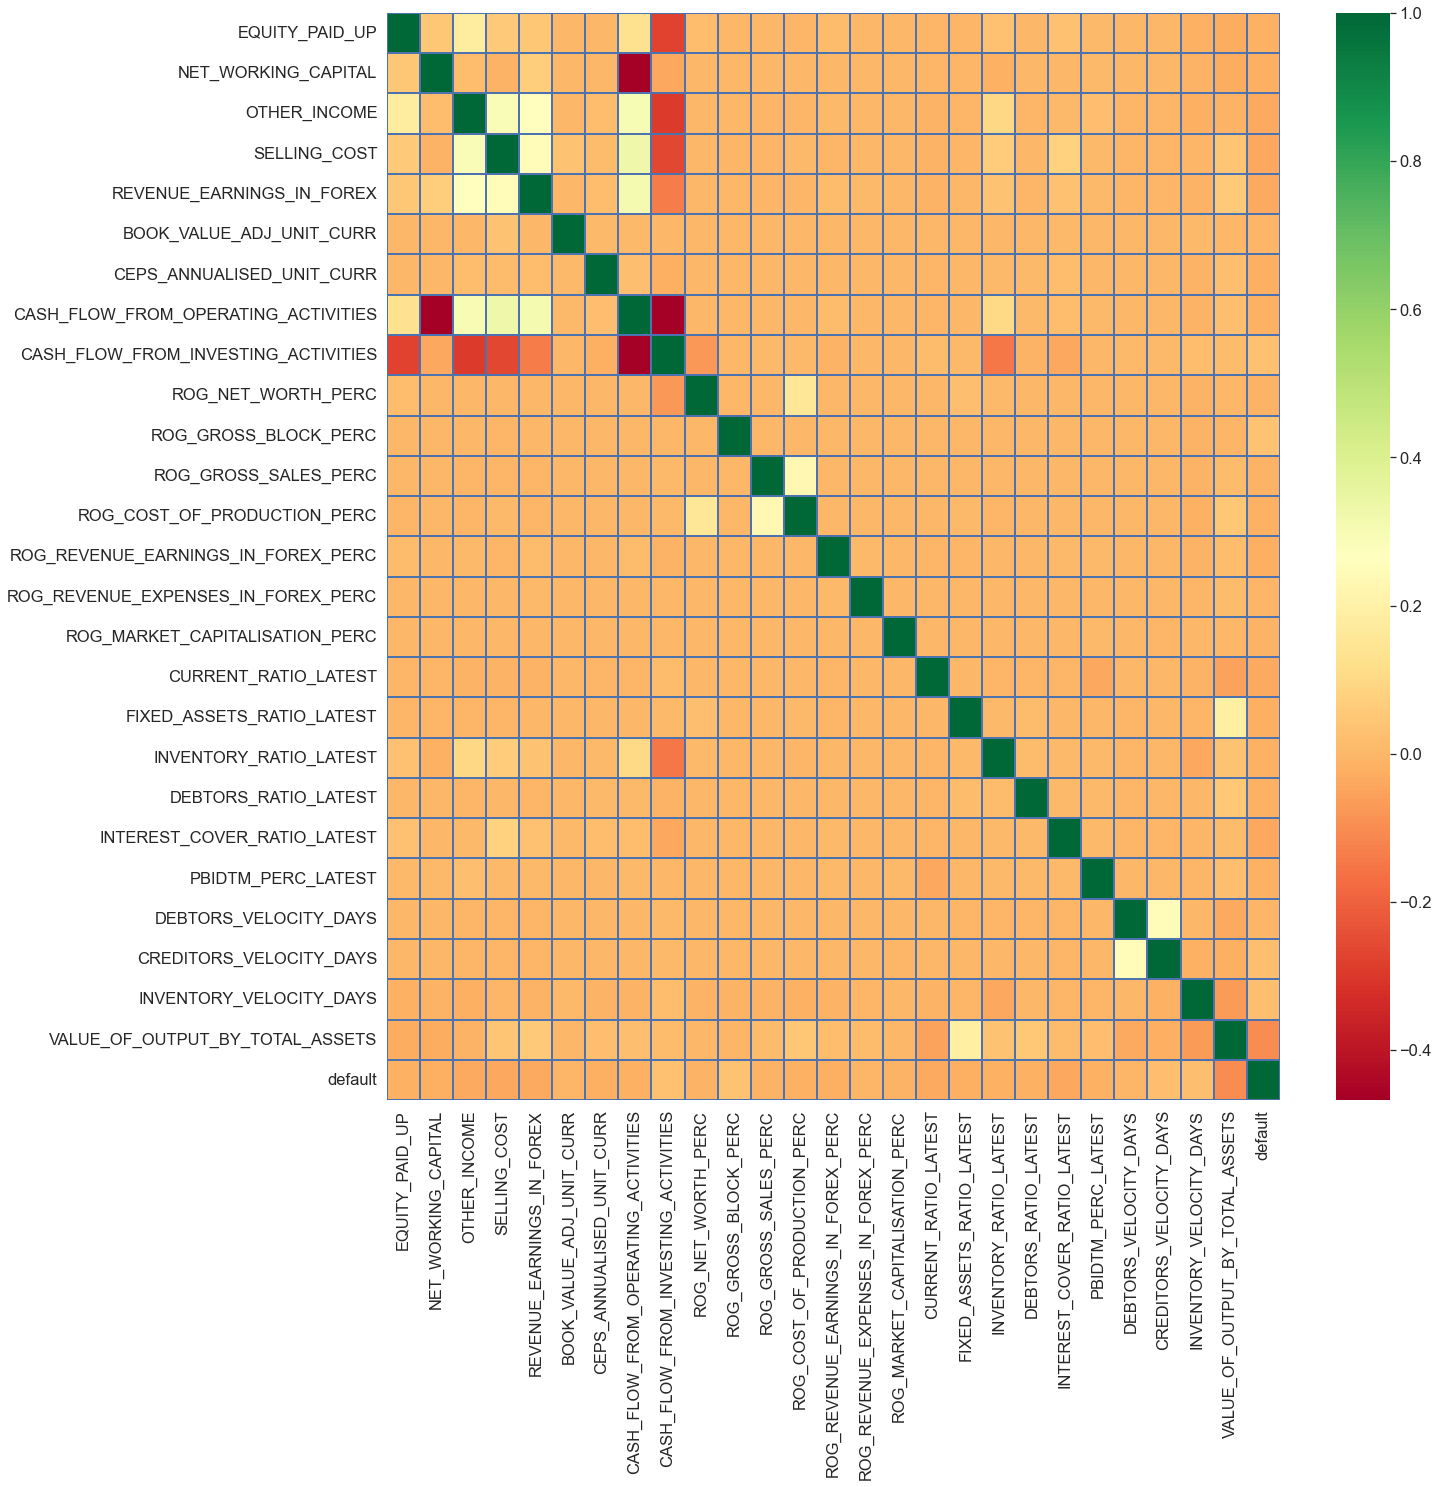 EQUITY_PAID_UP
NET_WORKING_CAPITAL
OTHER_INCOME
SELLING_COST
REVENUE_EARNINGS_IN_FOREX
BOOK_VALUE_ADJ_UNIT_CURR
CEPS_ANNUALISED_UNIT_CURR
CASH_FLOW_FROM_OPERATING_ACTIVITIES
CASH_FLOW_FROM_INVESTING_ACTIVITIES
ROG_NET_WORTH_PERC
ROG_GROSS_BLOCK_PERC
ROG_GROSS_SALES_PERC
ROG_COST_OF_PRODUCTION_PERC
ROG_REVENUE_EARNINGS_IN_FOREX_PERC
ROG_REVENUE_EXPENSES_IN_FOREX_PERC
ROG_MARKET_CAPITALISATION_PERC
CURRENT_RATIO_LATEST
FIXED_ASSETS_RATIO_LATEST
INVENTORY_RATIO_LATEST
DEBTORS_RATIO_LATEST
INTEREST_COVER_RATIO_LATEST
PBIDTM_PERC_LATEST
DEBTORS_VELOCITY_DAYS
CREDITORS_VELOCITY_DAYS
INVENTORY_VELOCITY_DAYS
VALUE_OF_OUTPUT_BY_TOTAL_ASSETS
default
EQUITY_PAID_UP
NET_WORKING_CAPITAL
OTHER_INCOME
SELLING_COST
REVENUE_EARNINGS_IN_FOREX
BOOK_VALUE_ADJ_UNIT_CURR
CEPS_ANNUALISED_UNIT_CURR
CASH_FLOW_FROM_OPERATING_ACTIVITIES
CASH_FLOW_FROM_INVESTING_ACTIVITIES
ROG_NET_WORTH_PERC
ROG_GROSS_BLOCK_PERC
ROG_GROSS_SALES_PERC
ROG_COST_OF_PRODUCTION_PERC
ROG_REVENUE_EARNINGS_IN_FOREX_PERC
ROG_REVENUE_EXPENSES_IN_FOREX_PERC
ROG_MARKET_CAPITALISATION_PERC
CURRENT_RATIO_LATEST
FIXED_ASSETS_RATIO_LATEST
INVENTORY_RATIO_LATEST
DEBTORS_RATIO_LATEST
INTEREST_COVER_RATIO_LATEST
PBIDTM_PERC_LATEST
DEBTORS_VELOCITY_DAYS
CREDITORS_VELOCITY_DAYS
INVENTORY_VELOCITY_DAYS
VALUE_OF_OUTPUT_BY_TOTAL_ASSETS
default
1.0
0.8
0.6
0.4
0.2
0.0
−0.2
−0.4